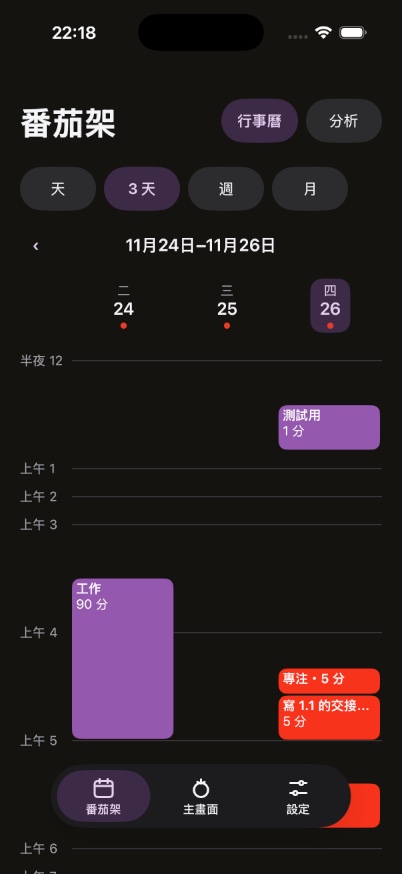 22:18
番茄架
行事曆
分析
天
3 天
週
月
‹
11月24日–11月26日
二
三
四
24
25
26
半夜 12
測試用
1 分
上午 1
上午 2
上午 3
工作
90 分
上午 4
專注・5 分
寫 1.1 的交接…
5 分
上午 5
番茄架
主畫面
設定
上午 6